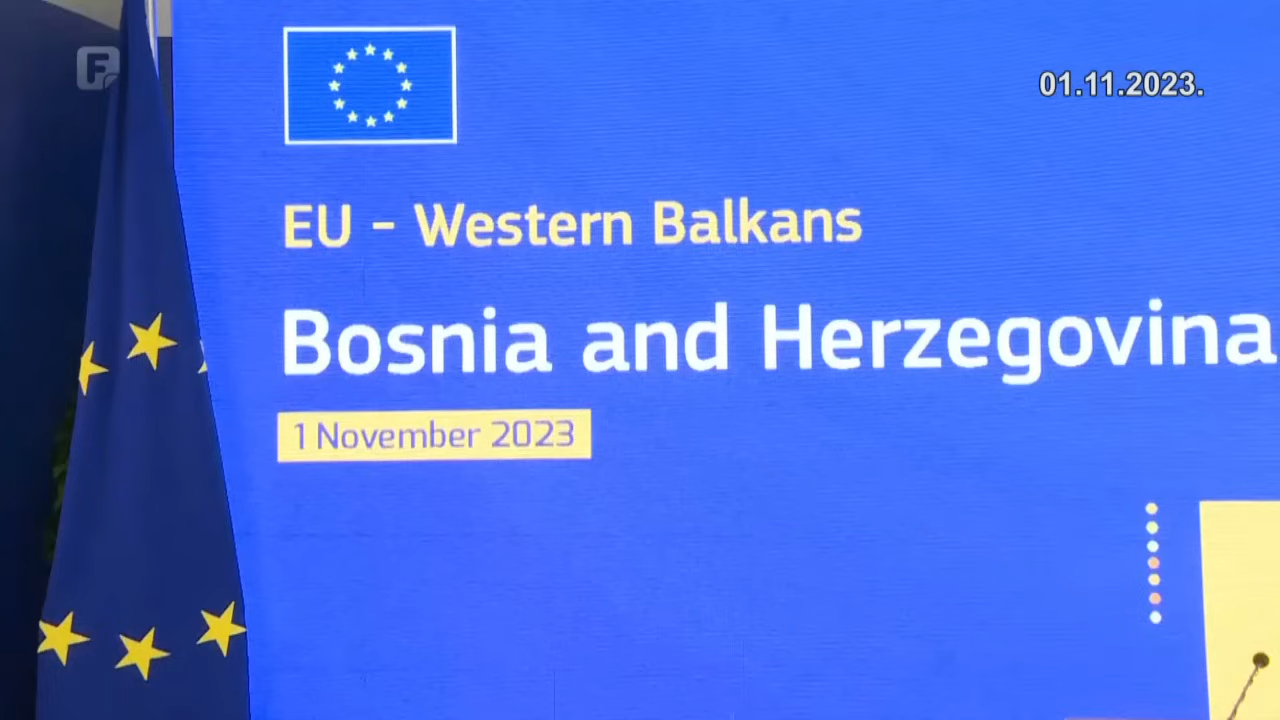 F
01.11.2023.
EU - Western Balkans
Bosnia and Herzegovina
1 November 2023